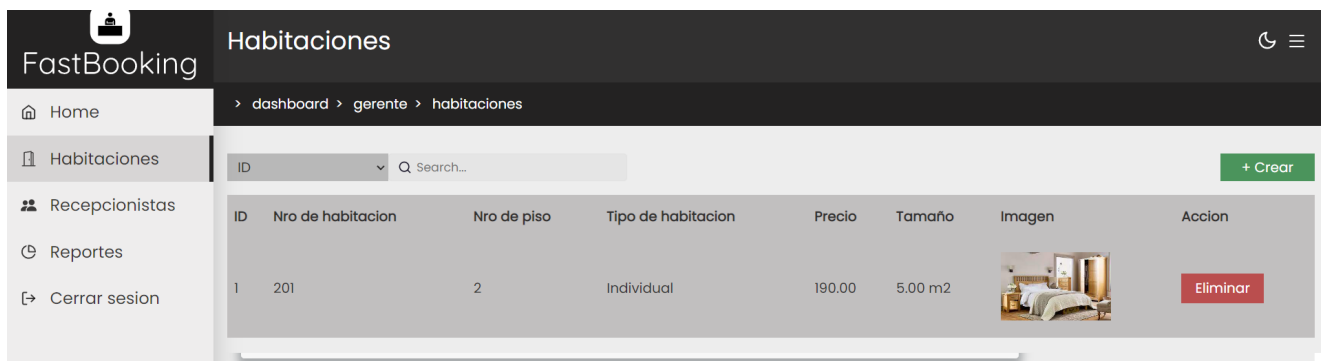 FastBooking
Home
Habitaciones
Recepcionistas
Reportes
Cerrar sesion
Habitaciones
> dashboard > gerente > habitaciones
ID Search... + Crear
ID Nro de habitacion Nro de piso Tipo de habitacion Precio Tamaño Imagen Accion
1 201 2 Individual 190.00 5.00 m2 Eliminar